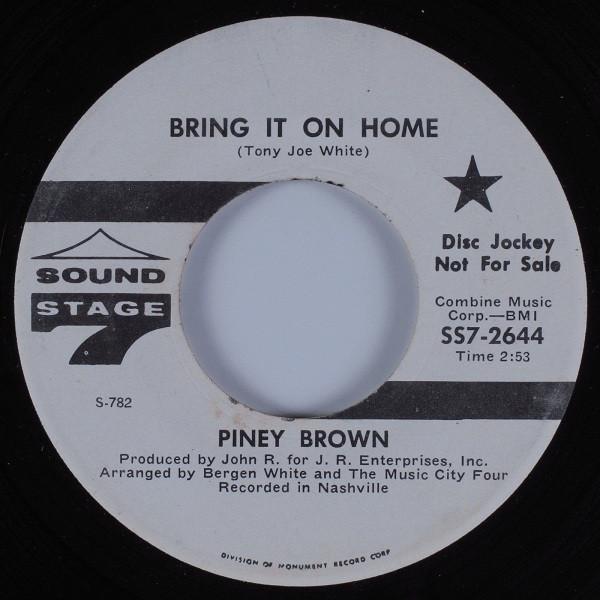 BRING IT ON HOME
(Tony Joe White)
Disc Jockey
Not For Sale
SOUND
STAGE
7
Combine Music
Corp.—BMI
SS7-2644
Time 2:53
S-782
PINEY BROWN
Produced by John R. for J. R. Enterprises, Inc.
Arranged by Bergen White and The Music City Four
Recorded in Nashville
DIVISION OF MONUMENT RECORD CORP